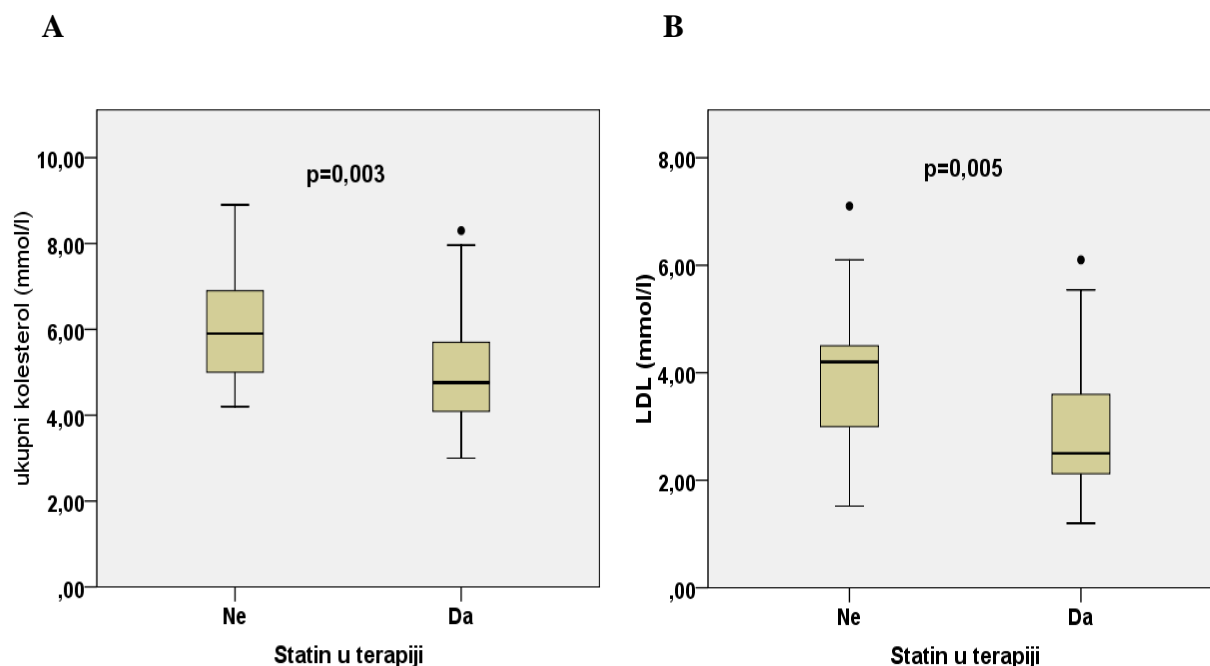 A
ukupni kolesterol (mmol/l)
10,00
8,00
6,00
4,00
2,00
,00
p=0,003
Ne
Da
Statin u terapiji
B
LDL (mmol/l)
8,00
6,00
4,00
2,00
,00
p=0,005
Ne
Da
Statin u terapiji